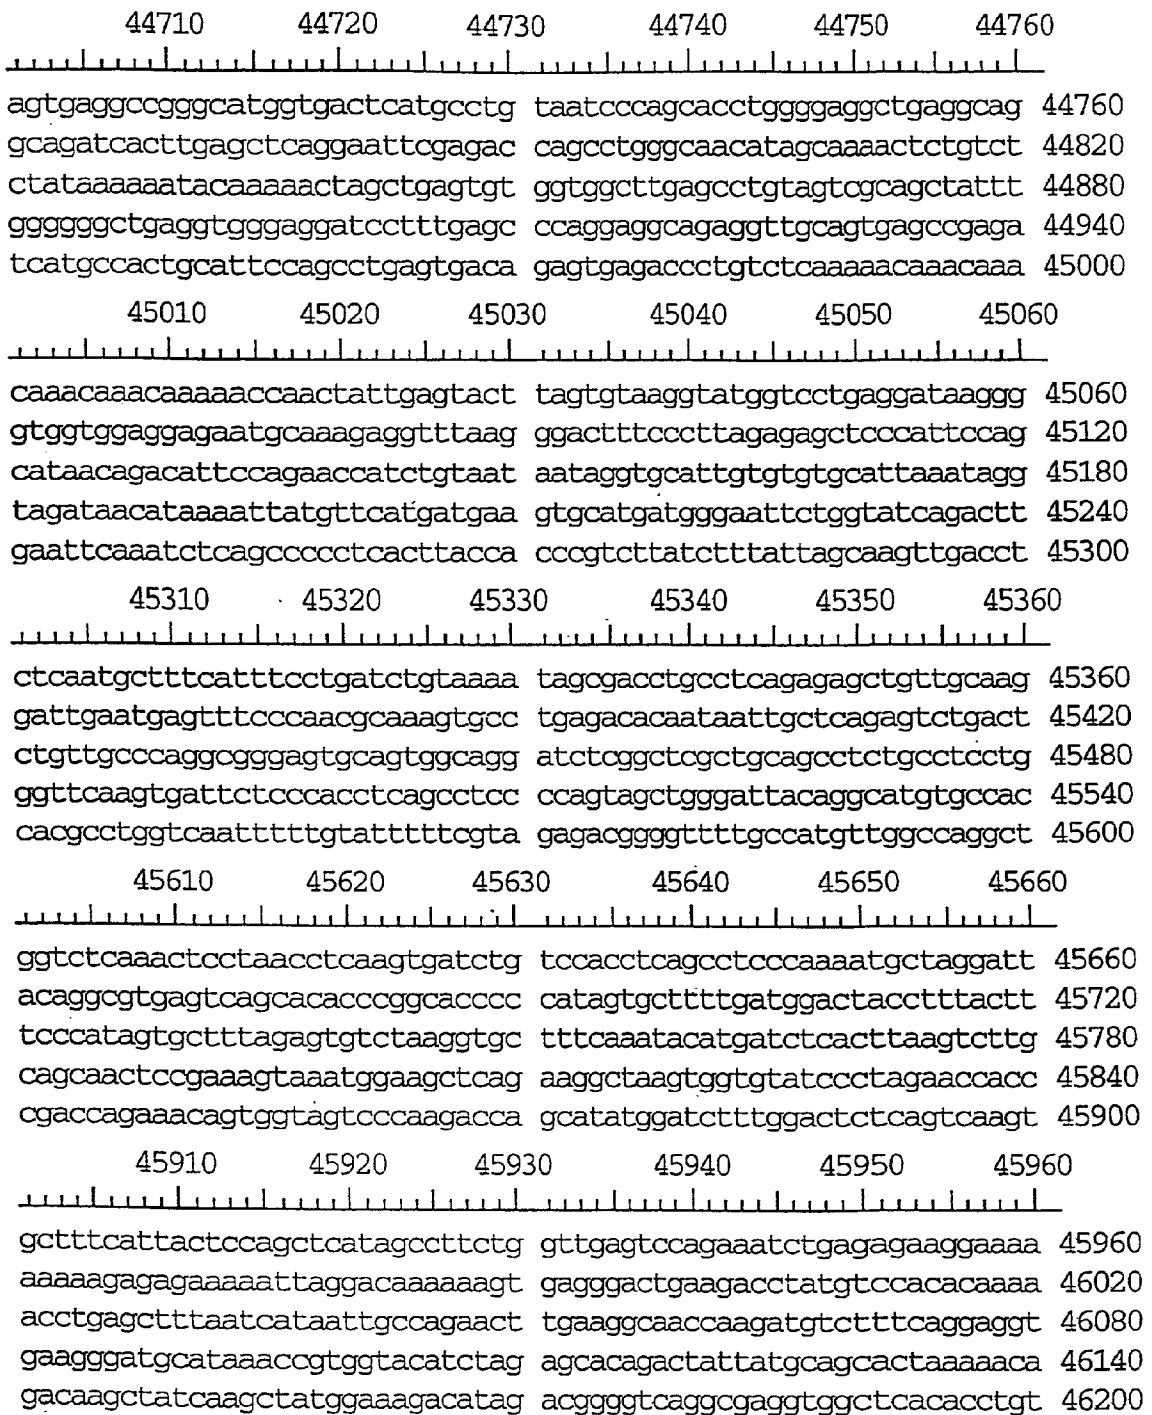 44710 44720 44730 44740 44750 44760
agtgaggccgggcatggtgactcatgcctg taatcccagcacctggggaggctgaggcag 44760
gcagatcacttgagctcaggaattcgagac cagcctgggcaacatagcaaaactctgtct 44820
ctataaaaaatacaaaaactagctgagtgt ggtggcttgagcctgtagtcgcagctattt 44880
ggggggctgaggtgggaggatcctttgagc ccaggaggcagaggttgcagtgagccgaga 44940
tcatgccactgcattccagcctgagtgaca gagtgagaccctgtctcaaaaacaaacaaa 45000
45010 45020 45030 45040 45050 45060
caaacaaacaaaaaccaactattgagtact tagtgtaaggtatggtcctgaggataaggg 45060
gtggtggaggagaatgcaaagaggtttaag ggactttcccttagagagctcccattccag 45120
cataacagacattccagaaccatctgtaat aataggtgcattgtgtgtgcattaaatagg 45180
tagataacataaaattatgttcatgatgaa gtgcatgatgggaattctggtatcagactt 45240
gaattcaaatctcagccccctcacttacca cccgtcttatctttattagcaagttgacct 45300
45310 45320 45330 45340 45350 45360
ctcaatgctttcatttcctgatctgtaaaa tagcgacctgcctcagagagctgttgcaag 45360
gattgaatgagtttcccaacgcaaagtgcc tgagacacaataattgctcagagtctgact 45420
ctgttgcccaggcgggagtgcagtggcagg atctcggctcgctgcagcctctgcctcctg 45480
ggttcaagtgattctcccacctcagcctcc ccagtagctgggattacaggcatgtgccac 45540
cacgcctggtcaatttttgtatttttcgta gagacggggttttgccatgttggccaggct 45600
45610 45620 45630 45640 45650 45660
ggtctcaaactcctaacctcaagtgatctg tccacctcagcctcccaaaatgctaggatt 45660
acaggcgtgagtcagcacacccggcacccc catagtgcttttgatggactacctttactt 45720
tcccatagtgctttagagtgtctaaggtgc tttcaaatacatgatctcacttaagtcttg 45780
cagcaactccgaaagtaaatggaagctcag aaggctaagtggtgtatccctagaaccacc 45840
cgaccagaaacagtggtagtcccaagacca gcatatggatctttggactctcagtcaagt 45900
45910 45920 45930 45940 45950 45960
gctttcattactccagctcatagccttctg gttgagtccagaaatctgagagaaggaaaa 45960
aaaaagagagaaaaattaggacaaaaaagt gagggactgaagacctatgtccacacaaaa 46020
acctgagctttaatcataattgccagaact tgaaggcaaccaagatgtctttcaggaggt 46080
gaagggatgcataaaccgtggtacatctag agcacagactattatgcagcactaaaaaca 46140
gacaagctatcaagctatggaaagacatag acggggtcaggcgaggtggctcacacctgt 46200